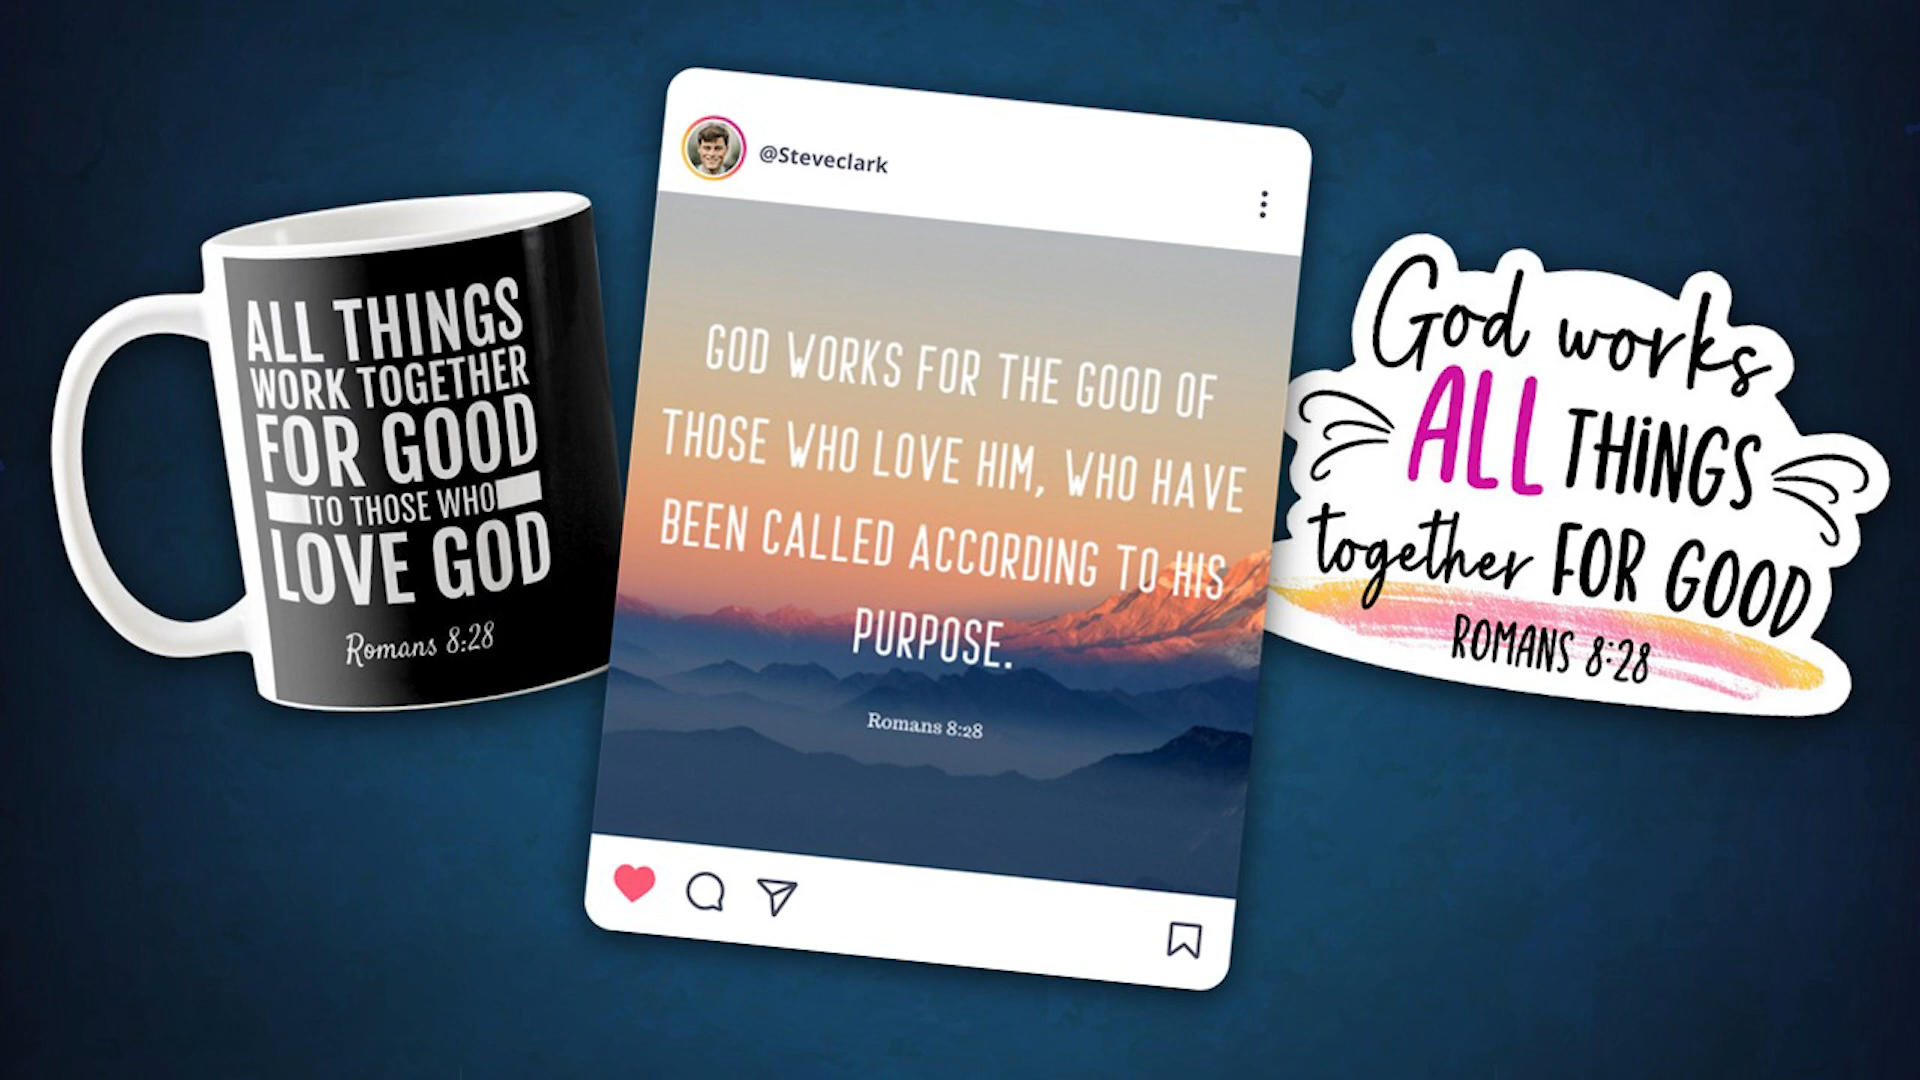 ALL THINGS
WORK TOGETHER
FOR GOOD
TO THOSE WHO
LOVE GOD
Romans 8:28
@Steveclark
GOD WORKS FOR THE GOOD OF
THOSE WHO LOVE HIM, WHO HAVE
BEEN CALLED ACCORDING TO HIS
PURPOSE.
Romans 8:28
God works
ALL THiNGS
together FOR GOOD
ROMANS 8:28